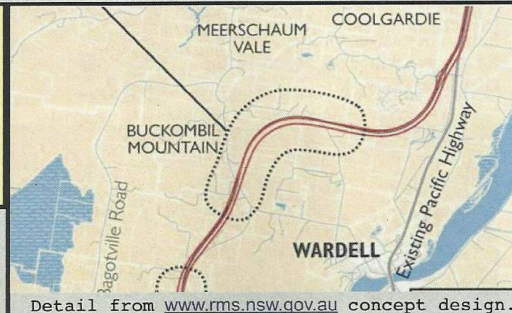 COOLGARDIE
MEERSCHAUM
VALE
BUCKOMBIL
MOUNTAIN
Existing Pacific Highway
Bagotville Road
WARDELL
Detail from www.rms.nsw.gov.au concept design.